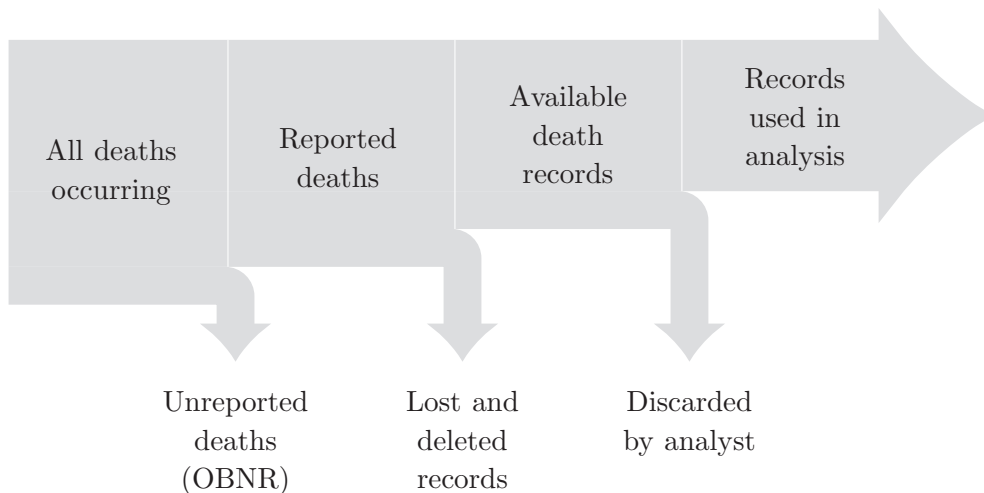 All deaths
occurring
Reported
deaths
Available
death
records
Records
used in
analysis
Unreported
deaths
(OBNR)
Lost and
deleted
records
Discarded
by analyst